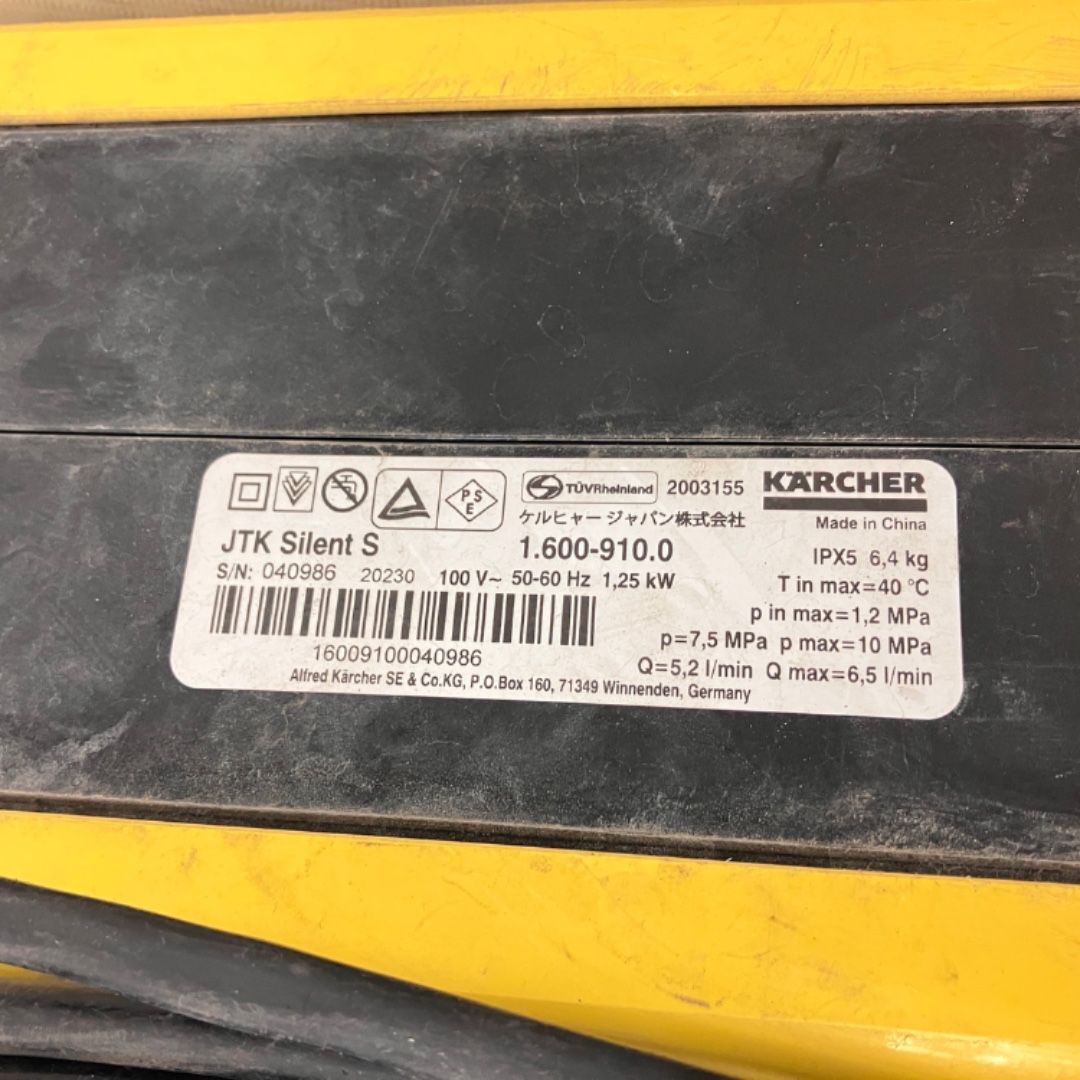 PSE TÜVRheinland 2003155 KÄRCHER
ケルヒャー ジャパン株式会社 Made in China
JTK Silent S 1.600-910.0 IPX5 6,4 kg
S/N: 040986 20230 100 V~ 50-60 Hz 1,25 kW T in max=40 °C
p in max=1,2 MPa
p=7,5 MPa p max=10 MPa
16009100040986 Q=5,2 l/min Q max=6,5 l/min
Alfred Kärcher SE & Co.KG, P.O.Box 160, 71349 Winnenden, Germany